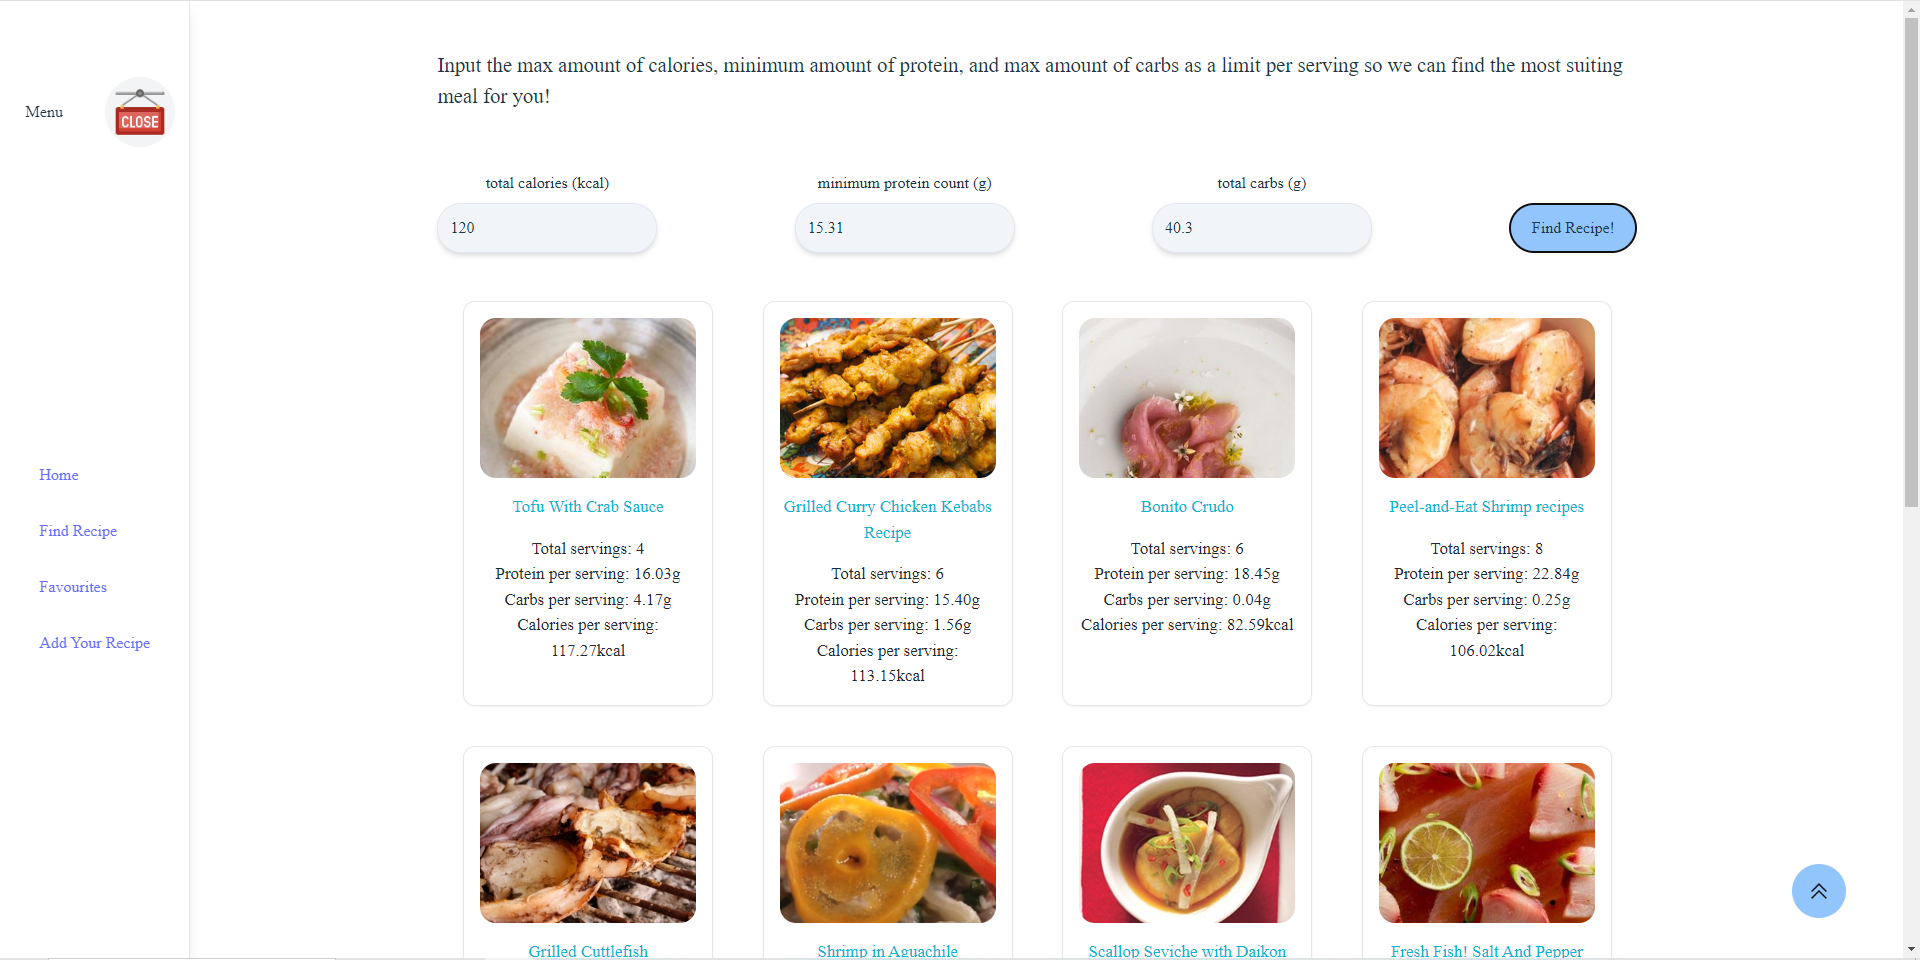 Input the max amount of calories, minimum amount of protein, and max amount of carbs as a limit per serving so we can find the most suiting
meal for you!
Menu
CLOSE
total calories (kcal)
minimum protein count (g)
total carbs (g)
120
15.31
40.3
Find Recipe!
Home
Find Recipe
Favourites
Add Your Recipe
Tofu With Crab Sauce
Total servings: 4
Protein per serving: 16.03g
Carbs per serving: 4.17g
Calories per serving:
117.27kcal
Grilled Curry Chicken Kebabs
Recipe
Total servings: 6
Protein per serving: 15.40g
Carbs per serving: 1.56g
Calories per serving:
113.15kcal
Bonito Crudo
Total servings: 6
Protein per serving: 18.45g
Carbs per serving: 0.04g
Calories per serving: 82.59kcal
Peel-and-Eat Shrimp recipes
Total servings: 8
Protein per serving: 22.84g
Carbs per serving: 0.25g
Calories per serving:
106.02kcal
Grilled Cuttlefish
Shrimp in Aguachile
Scallop Seviche with Daikon
Fresh Fish! Salt And Pepper